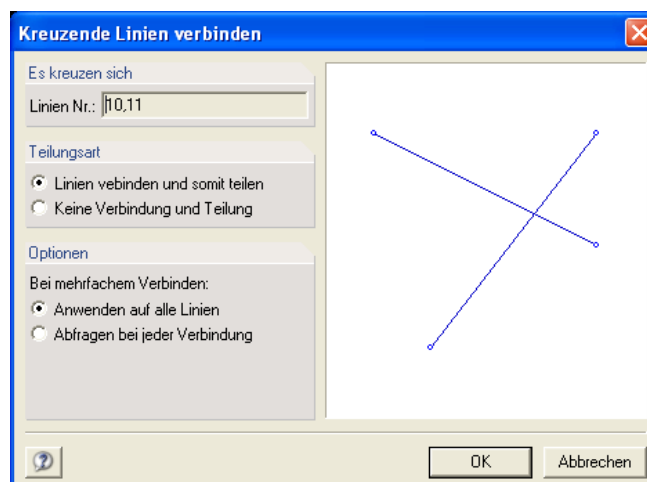 Kreuzende Linien verbinden
Es kreuzen sich
Linien Nr.: 10,11
Teilungsart
Linien vebinden und somit teilen
Keine Verbindung und Teilung
Optionen
Bei mehrfachem Verbinden:
Anwenden auf alle Linien
Abfragen bei jeder Verbindung
OK
Abbrechen